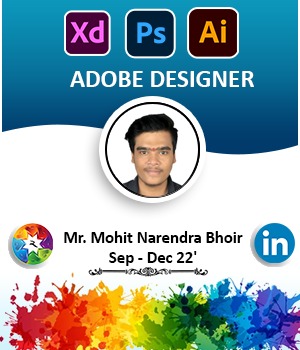 Xd Ps Ai
ADOBE DESIGNER
Mr. Mohit Narendra Bhoir
in
Sep - Dec 22'